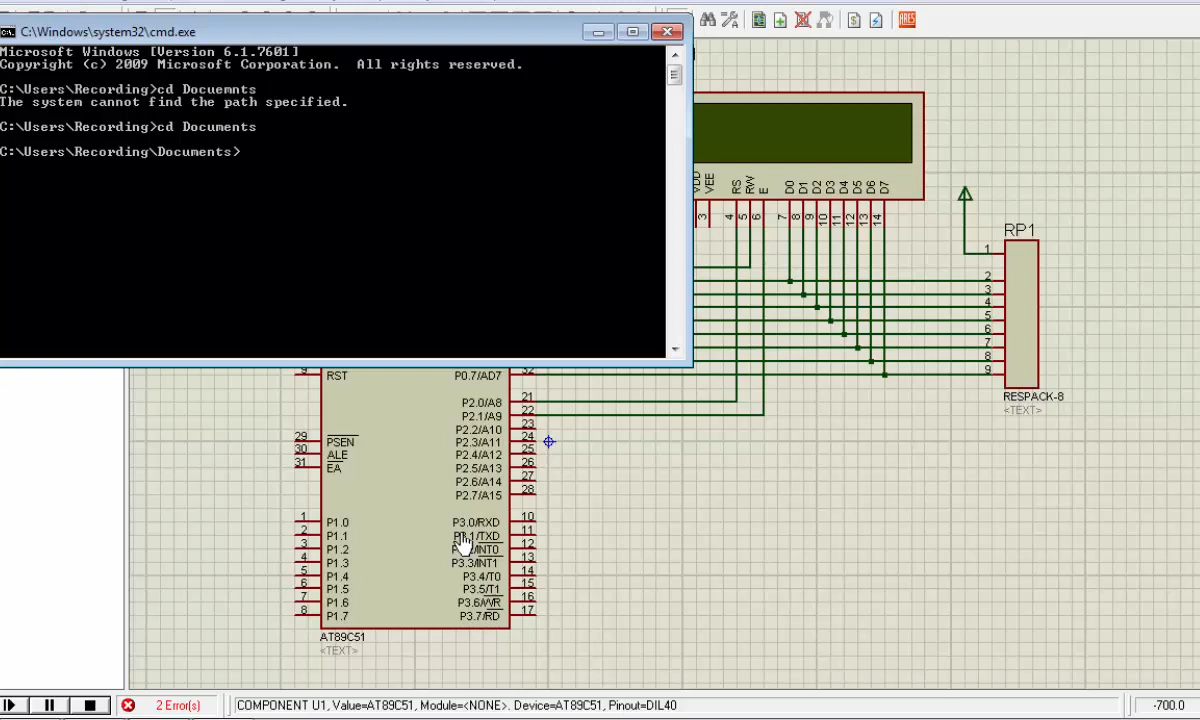 C:\Windows\system32\cmd.exe
Microsoft Windows [Version 6.1.7601]
Copyright (c) 2009 Microsoft Corporation.  All rights reserved.
C:\Users\Recording>cd Docuemnts
The system cannot find the path specified.
C:\Users\Recording>cd Documents
C:\Users\Recording\Documents>
ARES
VEE RS RW E D0 D1 D2 D3 D4 D5 D6 D7
3 4 5 6 7 8 9 10 11 12 13 14
RP1
1
2
3
4
5
6
7
8
9
RESPACK-8
<TEXT>
9 RST P0.7/AD7 32
P2.0/A8 21
P2.1/A9 22
P2.2/A10 23
29 PSEN P2.3/A11 24
30 ALE P2.4/A12 25
31 EA P2.5/A13 26
P2.6/A14 27
P2.7/A15 28
1 P1.0 P3.0/RXD 10
2 P1.1 /TXD 11
3 P1.2 /INT0 12
4 P1.3 P3.3/INT1 13
5 P1.4 P3.4/T0 14
6 P1.5 P3.5/T1 15
7 P1.6 P3.6/WR 16
8 P1.7 P3.7/RD 17
AT89C51
<TEXT>
2 Error(s)
COMPONENT U1, Value=AT89C51, Module=<NONE>. Device=AT89C51, Pinout=DIL40
-700.0